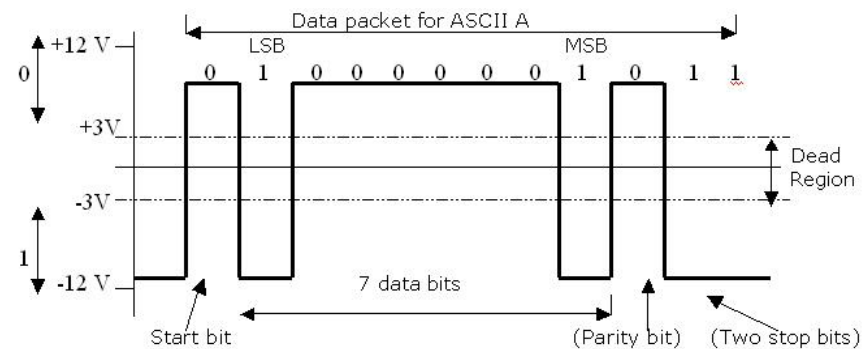 Data packet for ASCII A
+12 V
LSB
MSB
0
0 1 0 0 0 0 0 0 1 0 1 1
+3V
Dead
Region
-3V
1
-12 V
7 data bits
Start bit
(Parity bit)
(Two stop bits)